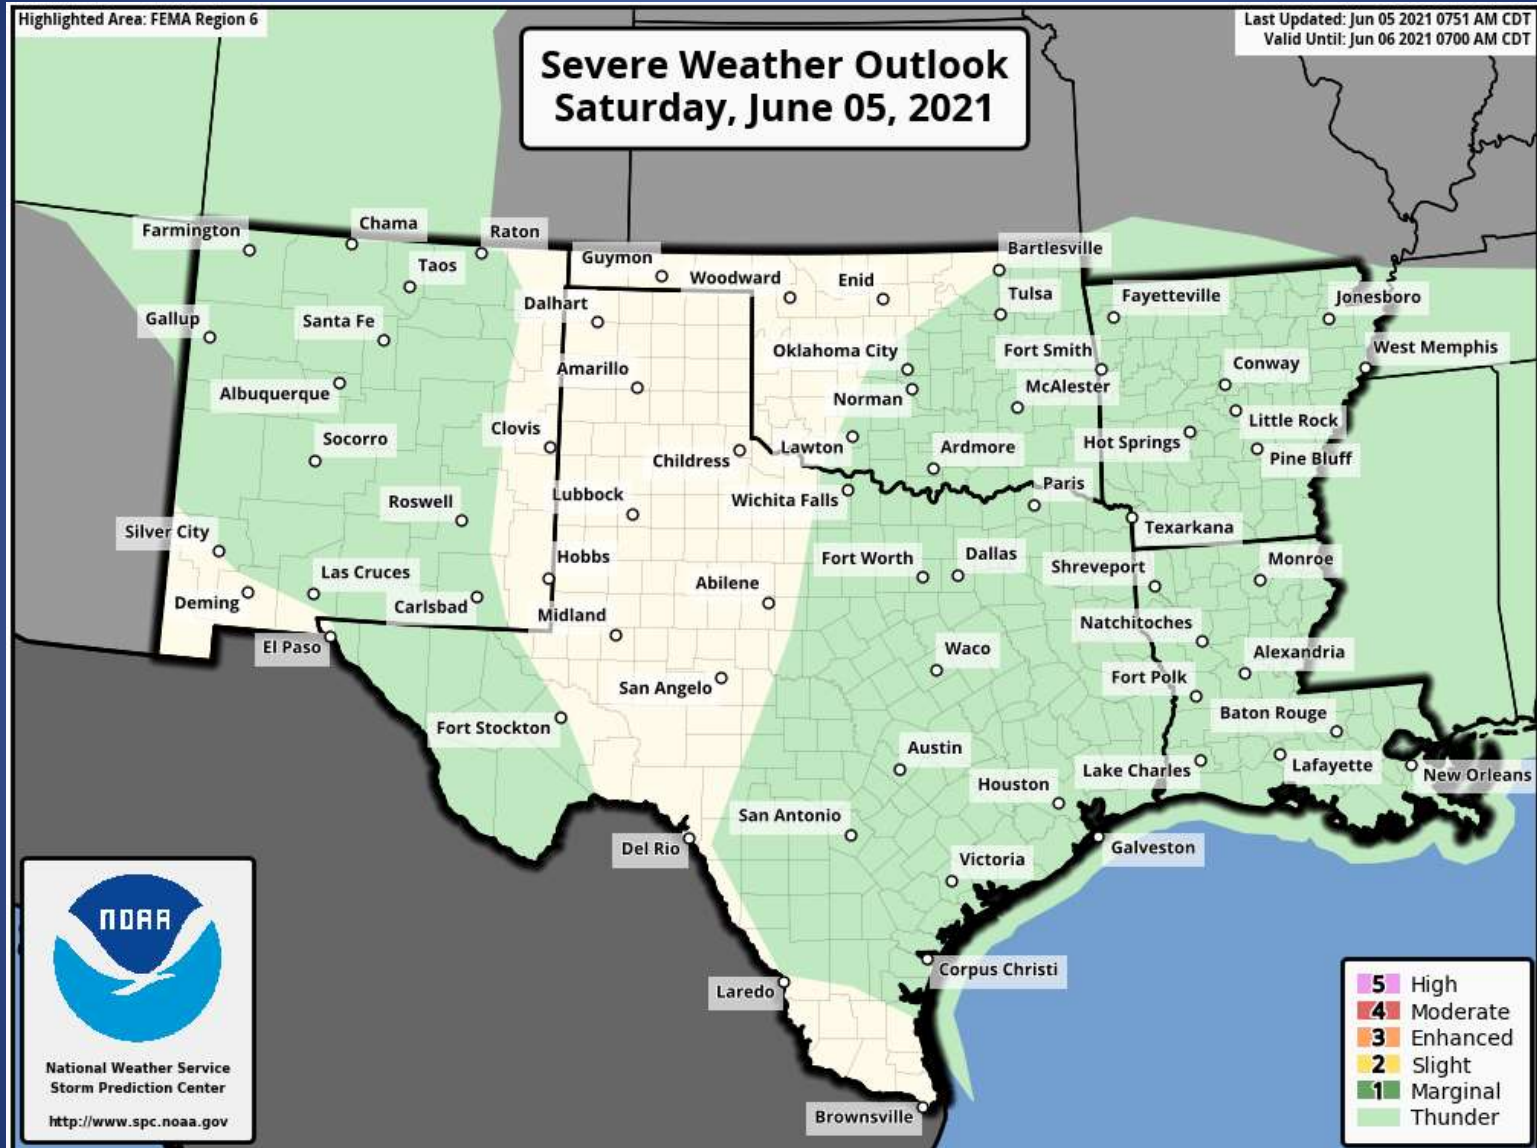 Highlighted Area: FEMA Region 6
Last Updated: Jun 05 2021 0751 AM CDT
Valid Until: Jun 06 2021 0700 AM CDT
Severe Weather Outlook
Saturday, June 05, 2021
Farmington
Chama
Raton
Taos
Guymon
Woodward
Enid
Bartlesville
Tulsa
Fayetteville
Jonesboro
Gallup
Santa Fe
Dalhart
Oklahoma City
Fort Smith
West Memphis
Albuquerque
Amarillo
Norman
McAlester
Conway
Little Rock
Socorro
Clovis
Childress
Lawton
Ardmore
Hot Springs
Pine Bluff
Roswell
Lubbock
Wichita Falls
Paris
Texarkana
Silver City
Las Cruces
Hobbs
Abilene
Fort Worth
Dallas
Shreveport
Monroe
Deming
Carlsbad
Midland
Natchitoches
El Paso
San Angelo
Waco
Fort Polk
Alexandria
Fort Stockton
Austin
Houston
Lake Charles
Baton Rouge
Lafayette
New Orleans
Del Rio
San Antonio
Victoria
Galveston
Laredo
Corpus Christi
Brownsville
NOAA
National Weather Service
Storm Prediction Center
http://www.spc.noaa.gov
5 High
4 Moderate
3 Enhanced
2 Slight
1 Marginal
Thunder